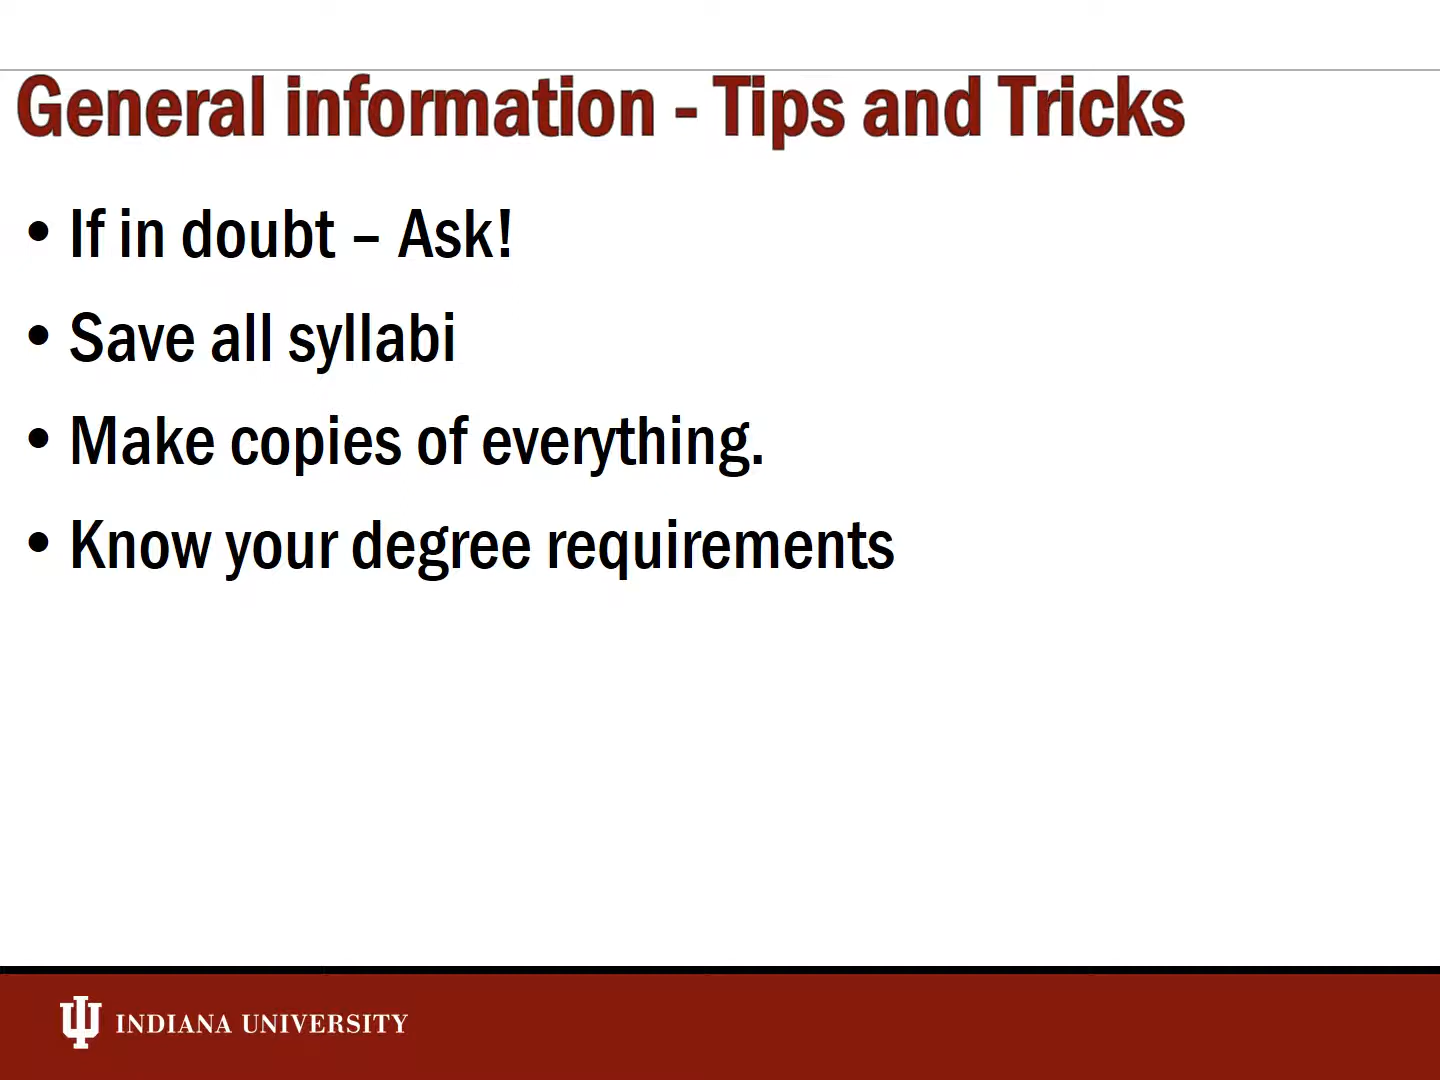 General information - Tips and Tricks
• If in doubt – Ask!
• Save all syllabi
• Make copies of everything.
• Know your degree requirements
INDIANA UNIVERSITY